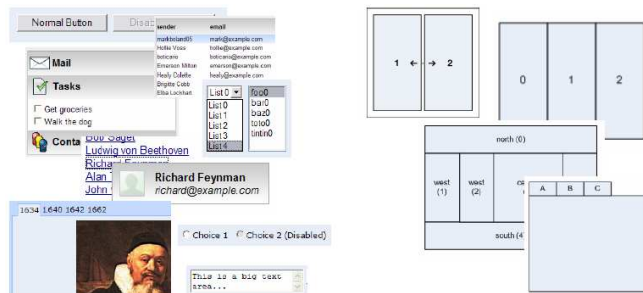 Normal Button
sender email
markboland05 mark@example.com
Hollie Voss hollie@example.com
boticario boticario@example.com
Emerson Milton emerson@example.com
Healy Colette healy@example.com
Brigitte Cobb
Elba Lockhart
Mail
Tasks
Get groceries
Walk the dog
List 0 foo0
List 0 bar0
List 1 baz0
List 2 toto0
List 3 tintin0
List 4
Bob Saget
Ludwig von Beethoven
Alan
John
Richard Feynman
richard@example.com
1634 1640 1642 1662
Choice 1 Choice 2 (Disabled)
This is a big text
area...
1 2
0 1 2
north (0)
west west
(1) (2)
south (4)
A B C